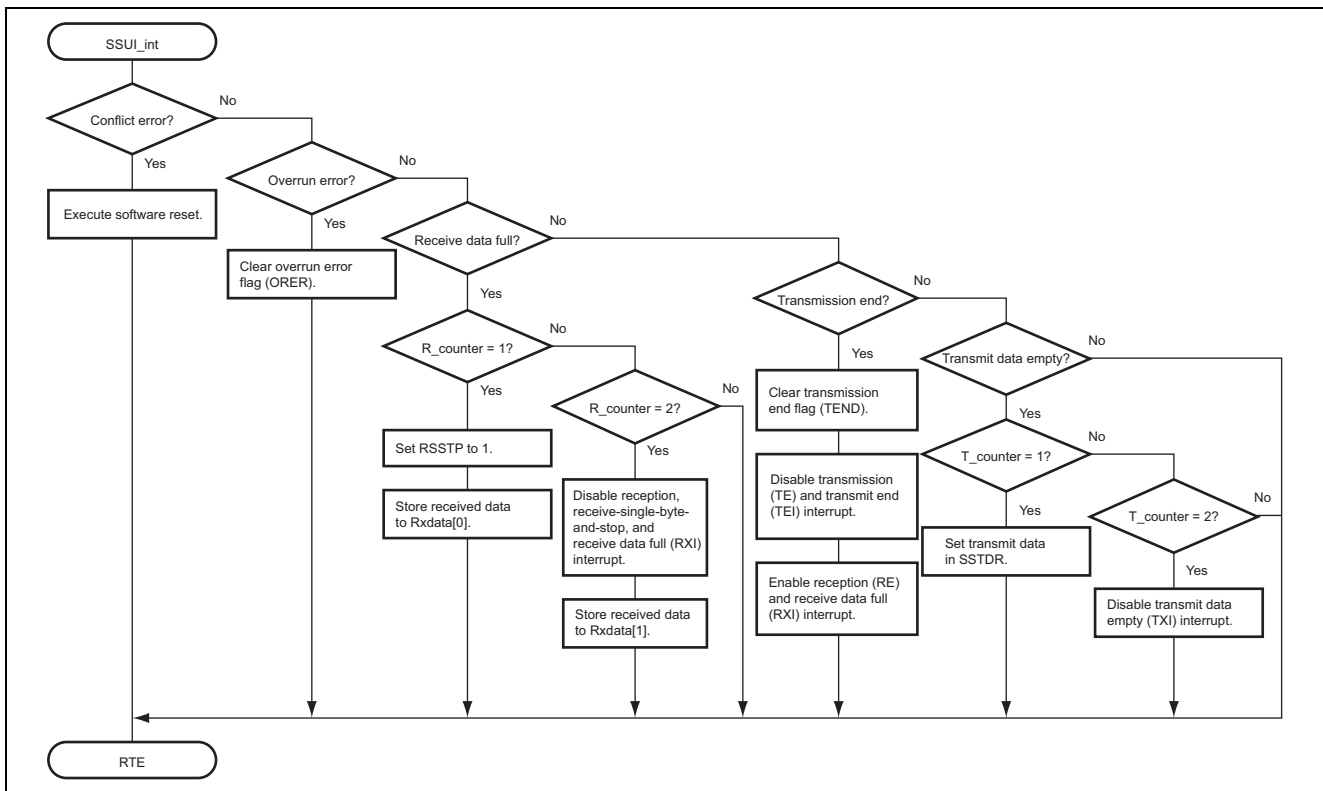 SSUI_int
No
Conflict error?
Yes
Execute software reset.
No
Overrun error?
Yes
Clear overrun error
flag (ORER).
No
Receive data full?
Yes
No
R_counter = 1?
Yes
Set RSSTP to 1.
Store received data
to Rxdata[0].
No
R_counter = 2?
Yes
Disable reception,
receive-single-byte-
and-stop, and
receive data full (RXI)
interrupt.
Store received data
to Rxdata[1].
No
Transmission end?
Yes
Clear transmission
end flag (TEND).
Disable transmission
(TE) and transmit end
(TEI) interrupt.
Enable reception (RE)
and receive data full
(RXI) interrupt.
No
Transmit data empty?
Yes
No
T_counter = 1?
Yes
Set transmit data
in SSTDR.
No
T_counter = 2?
Yes
Disable transmit data
empty (TXI) interrupt.
RTE